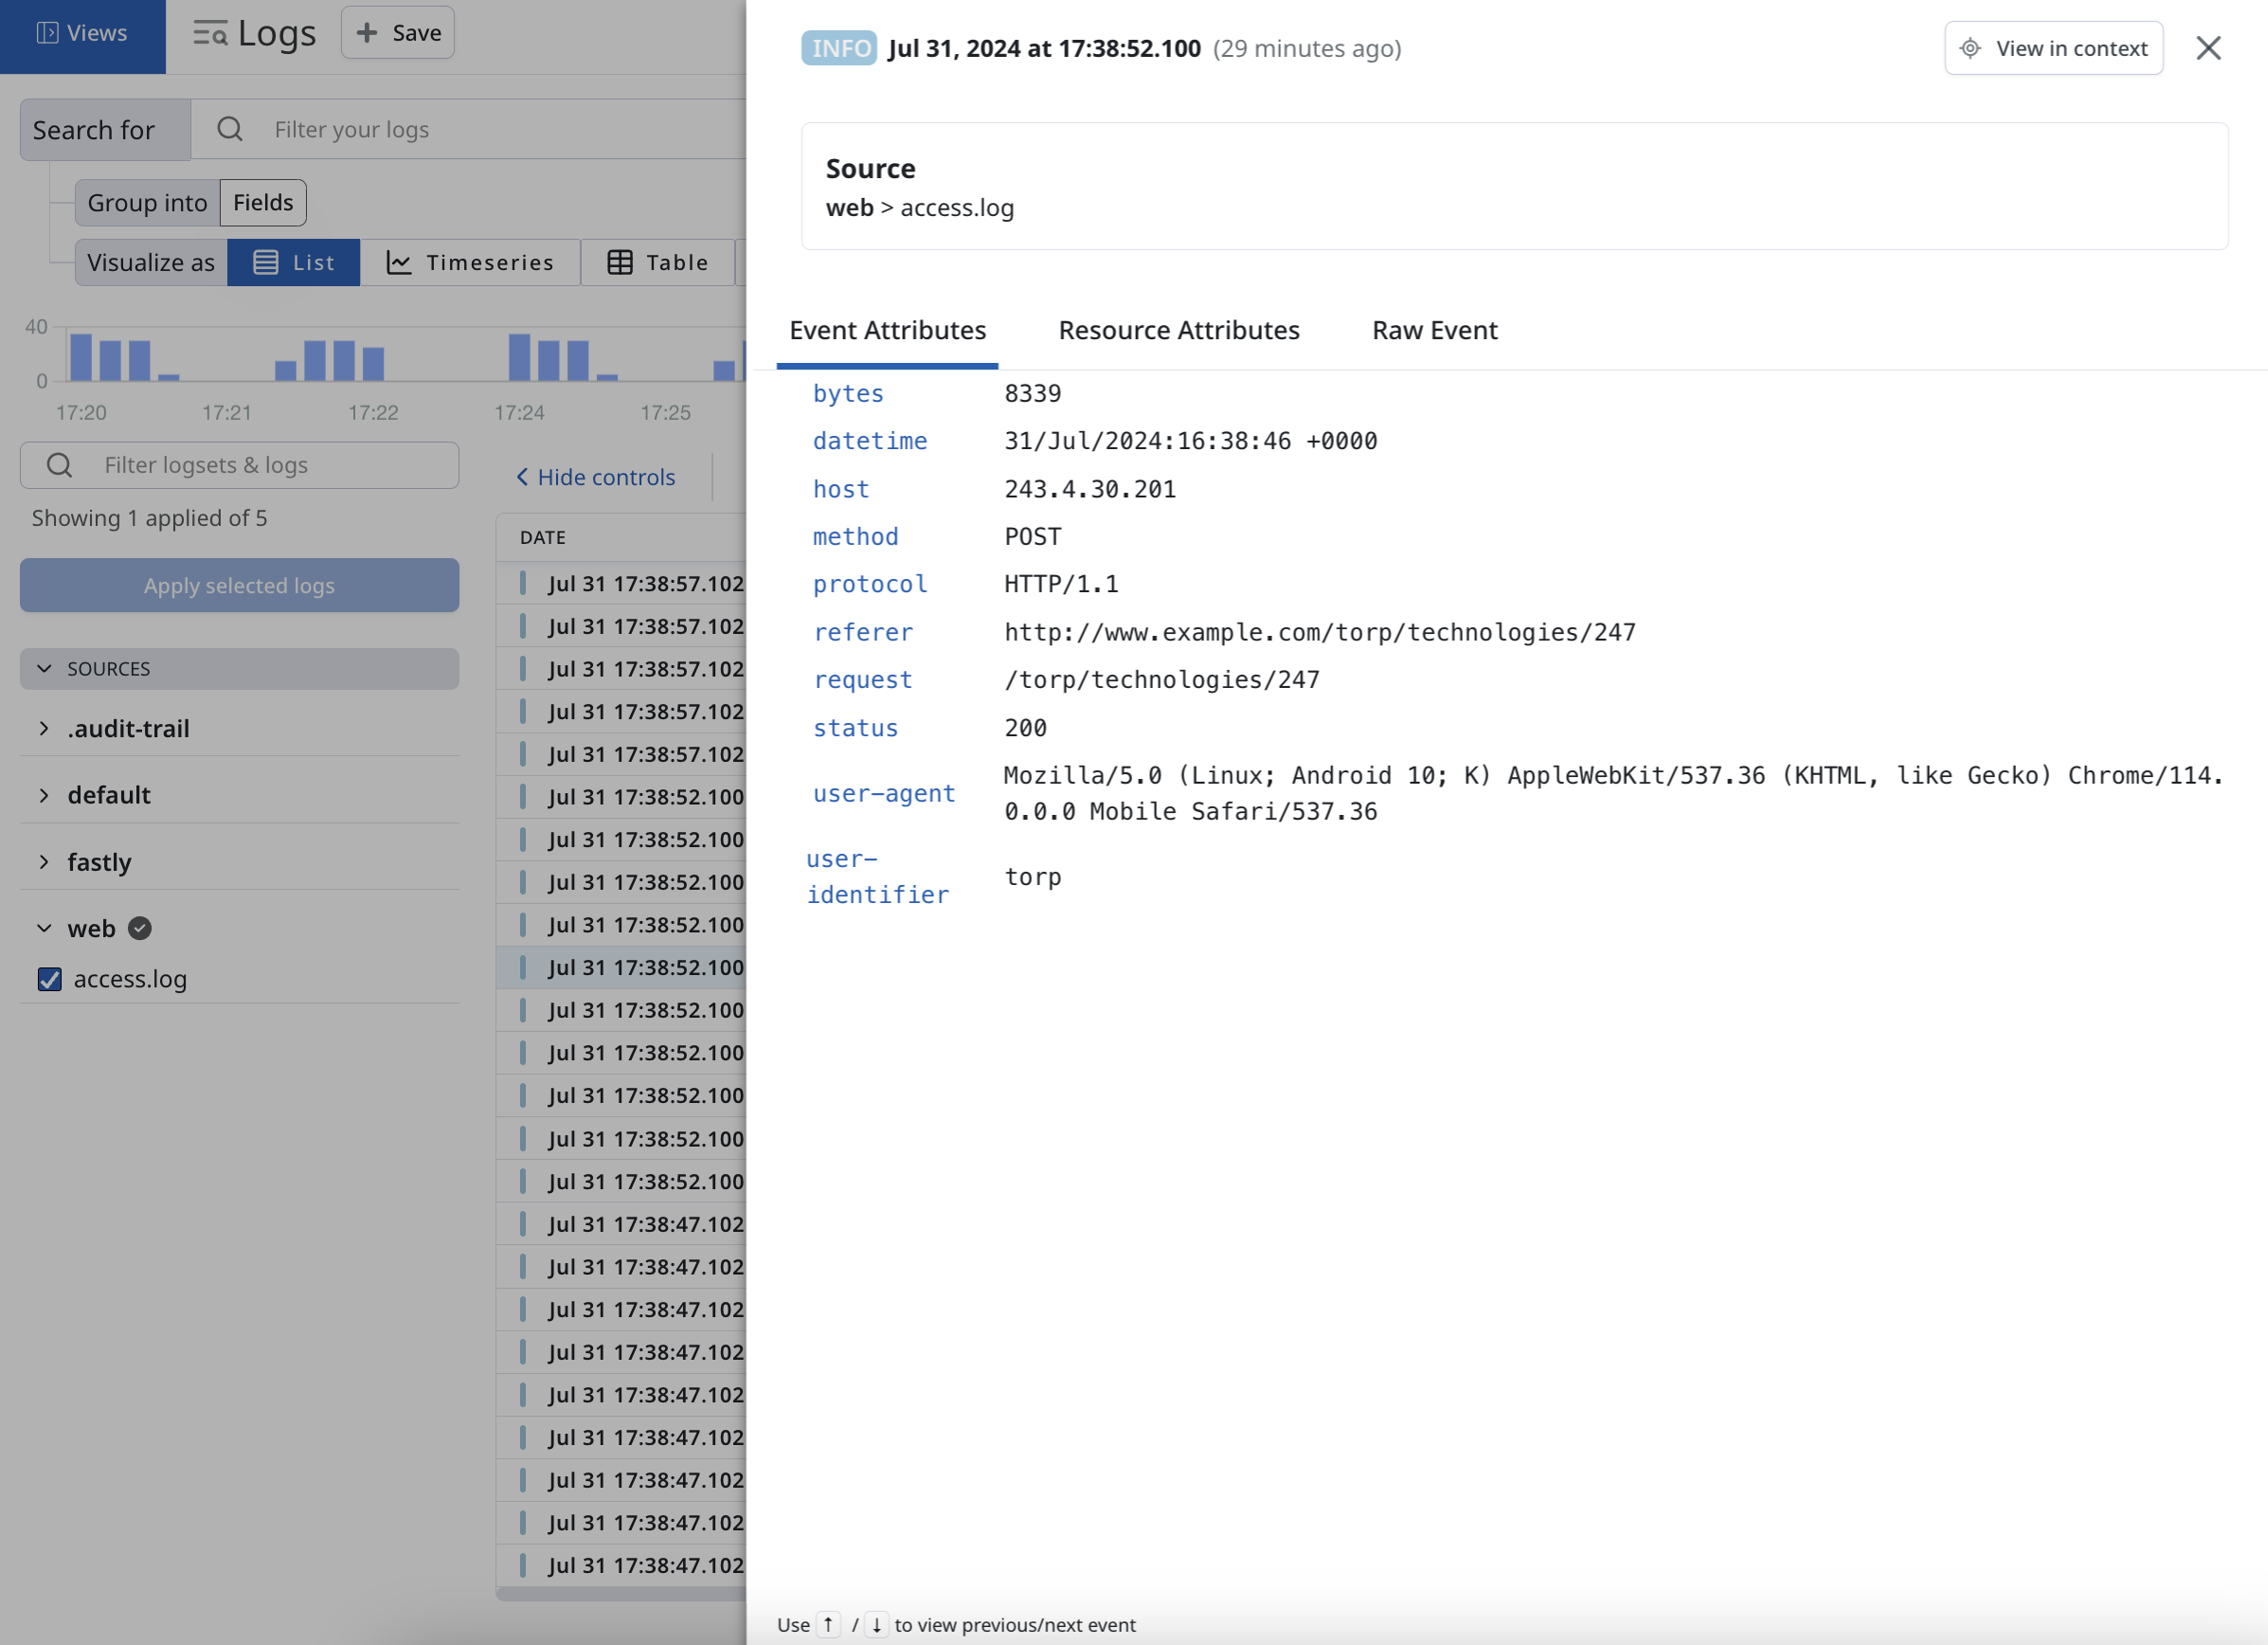 Views
Logs
Save
Search for
Filter your logs
Group into
Fields
Visualize as
List
Timeseries
Table
40
0
17:20
17:21
17:22
17:24
17:25
Filter logsets & logs
Showing 1 applied of 5
Apply selected logs
SOURCES
.audit-trail
default
fastly
web
access.log
Hide controls
DATE
Jul 31 17:38:57.102
Jul 31 17:38:57.102
Jul 31 17:38:57.102
Jul 31 17:38:57.102
Jul 31 17:38:57.102
Jul 31 17:38:52.100
Jul 31 17:38:52.100
Jul 31 17:38:52.100
Jul 31 17:38:52.100
Jul 31 17:38:52.100
Jul 31 17:38:52.100
Jul 31 17:38:52.100
Jul 31 17:38:52.100
Jul 31 17:38:52.100
Jul 31 17:38:52.100
Jul 31 17:38:47.102
Jul 31 17:38:47.102
Jul 31 17:38:47.102
Jul 31 17:38:47.102
Jul 31 17:38:47.102
Jul 31 17:38:47.102
Jul 31 17:38:47.102
Jul 31 17:38:47.102
Jul 31 17:38:47.102
INFO Jul 31, 2024 at 17:38:52.100 (29 minutes ago)
View in context
Source
web > access.log
Event Attributes
Resource Attributes
Raw Event
bytes 8339
datetime 31/Jul/2024:16:38:46 +0000
host 243.4.30.201
method POST
protocol HTTP/1.1
referer http://www.example.com/torp/technologies/247
request /torp/technologies/247
status 200
user-agent
Mozilla/5.0 (Linux; Android 10; K) AppleWebKit/537.36 (KHTML, like Gecko) Chrome/114.
0.0.0 Mobile Safari/537.36
user-
identifier
torp
Use ↑ / ↓ to view previous/next event